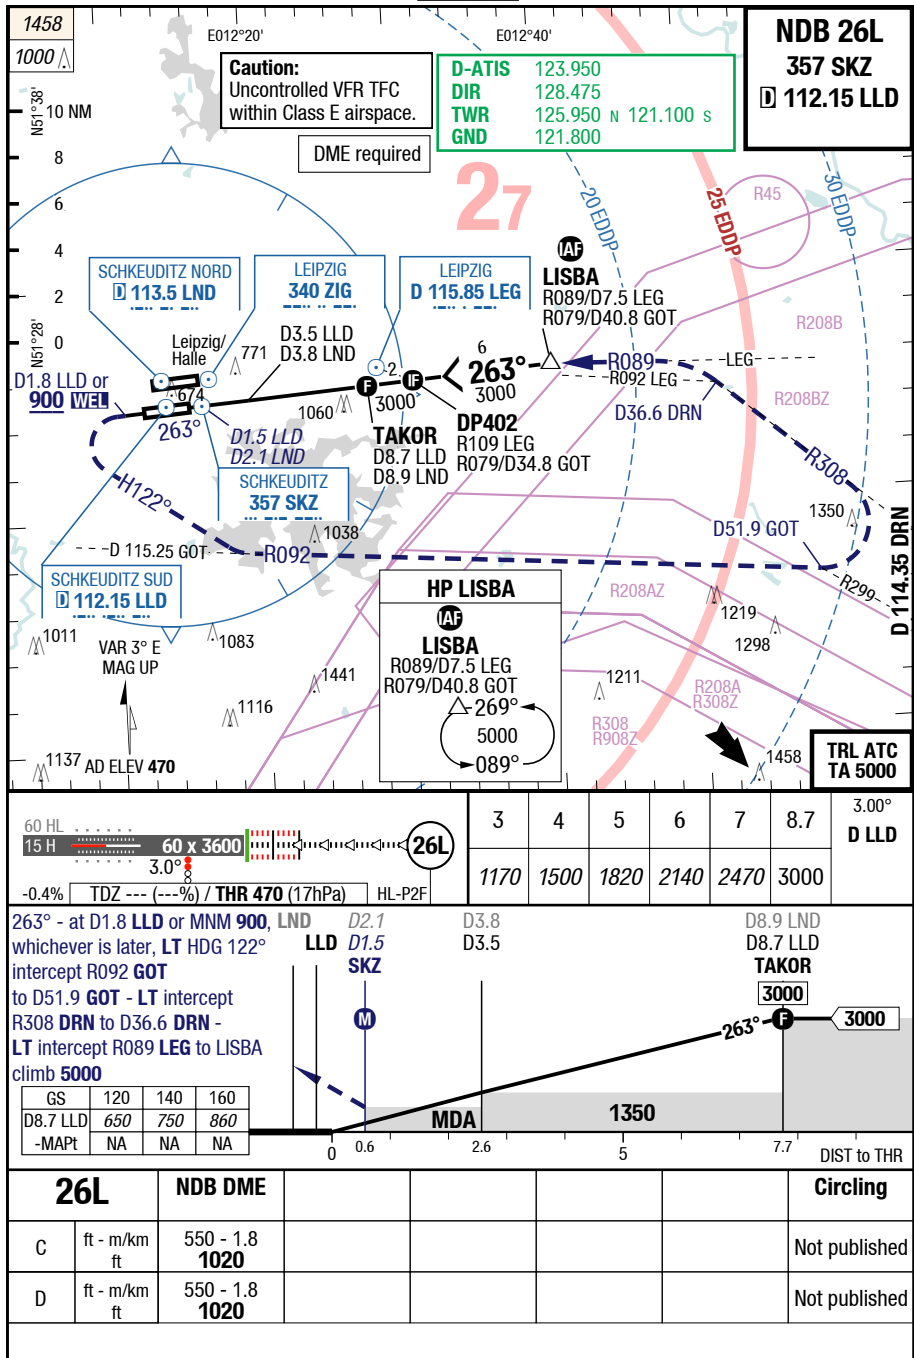 1458
1000
E012°20'
E012°40'
NDB 26L
357 SKZ
D 112.15 LLD
Caution:
Uncontrolled VFR TFC
within Class E airspace.
D-ATIS 123.950
DIR 128.475
TWR 125.950 N 121.100 S
GND 121.800
DME required
N51°38'
10 NM
8
6
4
2
0
N51°28'
27
20 EDDP
25 EDDP
30 EDDP
R45
R208B
R208BZ
IAF
LISBA
R089/D7.5 LEG
R079/D40.8 GOT
SCHKEUDITZ NORD
D 113.5 LND
LEIPZIG
340 ZIG
LEIPZIG
D 115.85 LEG
Leipzig/
Halle
771
674
D3.5 LLD
D3.8 LND
2
6
263°
3000
R089
LEG
R092 LEG
D36.6 DRN
D1.8 LLD or
900 WEL
263°
1060
F
3000
IF
TAKOR
D8.7 LLD
D8.9 LND
DP402
R109 LEG
R079/D34.8 GOT
D1.5 LLD
D2.1 LND
SCHKEUDITZ
357 SKZ
H122°
R308
1350
D51.9 GOT
1038
D 115.25 GOT
R092
R299
D 114.35 DRN
SCHKEUDITZ SUD
D 112.15 LLD
R208AZ
1219
1298
1011
1083
VAR 3° E
MAG UP
1441
1116
1137
AD ELEV 470
HP LISBA
IAF
LISBA
R089/D7.5 LEG
R079/D40.8 GOT
269°
5000
089°
1211
R208A
R308Z
R308
R908Z
1458
TRL ATC
TA 5000
60 HL
15 H
60 x 3600
3.0°
26L
-0.4%
TDZ --- (---%) / THR 470 (17hPa)
HL-P2F
3 4 5 6 7 8.7 3.00°
D LLD
1170 1500 1820 2140 2470 3000
263° - at D1.8 LLD or MNM 900,
whichever is later, LT HDG 122°
intercept R092 GOT
to D51.9 GOT - LT intercept
R308 DRN to D36.6 DRN -
LT intercept R089 LEG to LISBA
climb 5000
LND D2.1 D3.8 D8.9 LND
LLD D1.5 D3.5 D8.7 LLD
SKZ
TAKOR
3000
M
263°
F
3000
MDA
1350
GS 120 140 160
D8.7 LLD 650 750 860
-MAPt NA NA NA
0 0.6 2.6 5 7.7
DIST to THR
26L NDB DME Circling
C ft - m/km 550 - 1.8 Not published
ft 1020
D ft - m/km 550 - 1.8 Not published
ft 1020